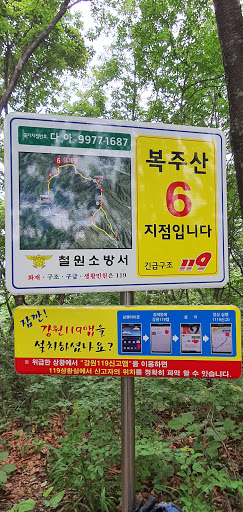 국가지점번호 다 아 9977-1687
6
철원소방서
화재 · 구조 · 구급 · 생활민원은 119
복주산
6
지점입니다
긴급구조 119
잠깐!
강원119앱을
설치하셨나요?
※ 위급한 상황에서 "강원119신고앱"을 이용하면
119상황실에서 신고자의 위치를 정확히 파악 할 수 있습니다.